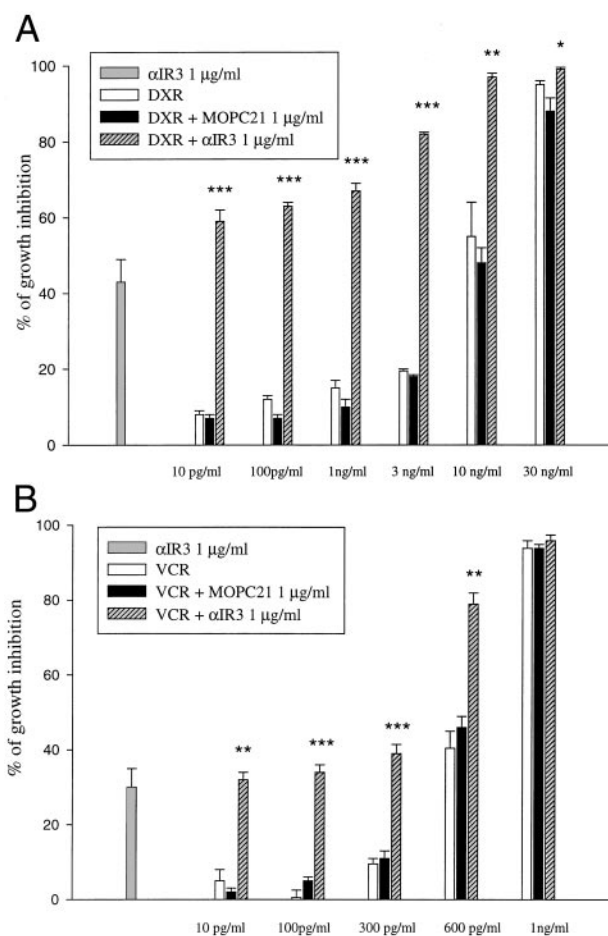 A
100
80
60
40
20
0
% of growth inhibition
αIR3 1 μg/ml
DXR
DXR + MOPC21 1 μg/ml
DXR + αIR3 1 μg/ml
*** *** *** *** ** *
10 pg/ml 100pg/ml 1ng/ml 3 ng/ml 10 ng/ml 30 ng/ml
B
100
80
60
40
20
0
% of growth inhibition
αIR3 1 μg/ml
VCR
VCR + MOPC21 1 μg/ml
VCR + αIR3 1 μg/ml
** *** *** **
10 pg/ml 100pg/ml 300 pg/ml 600 pg/ml 1ng/ml